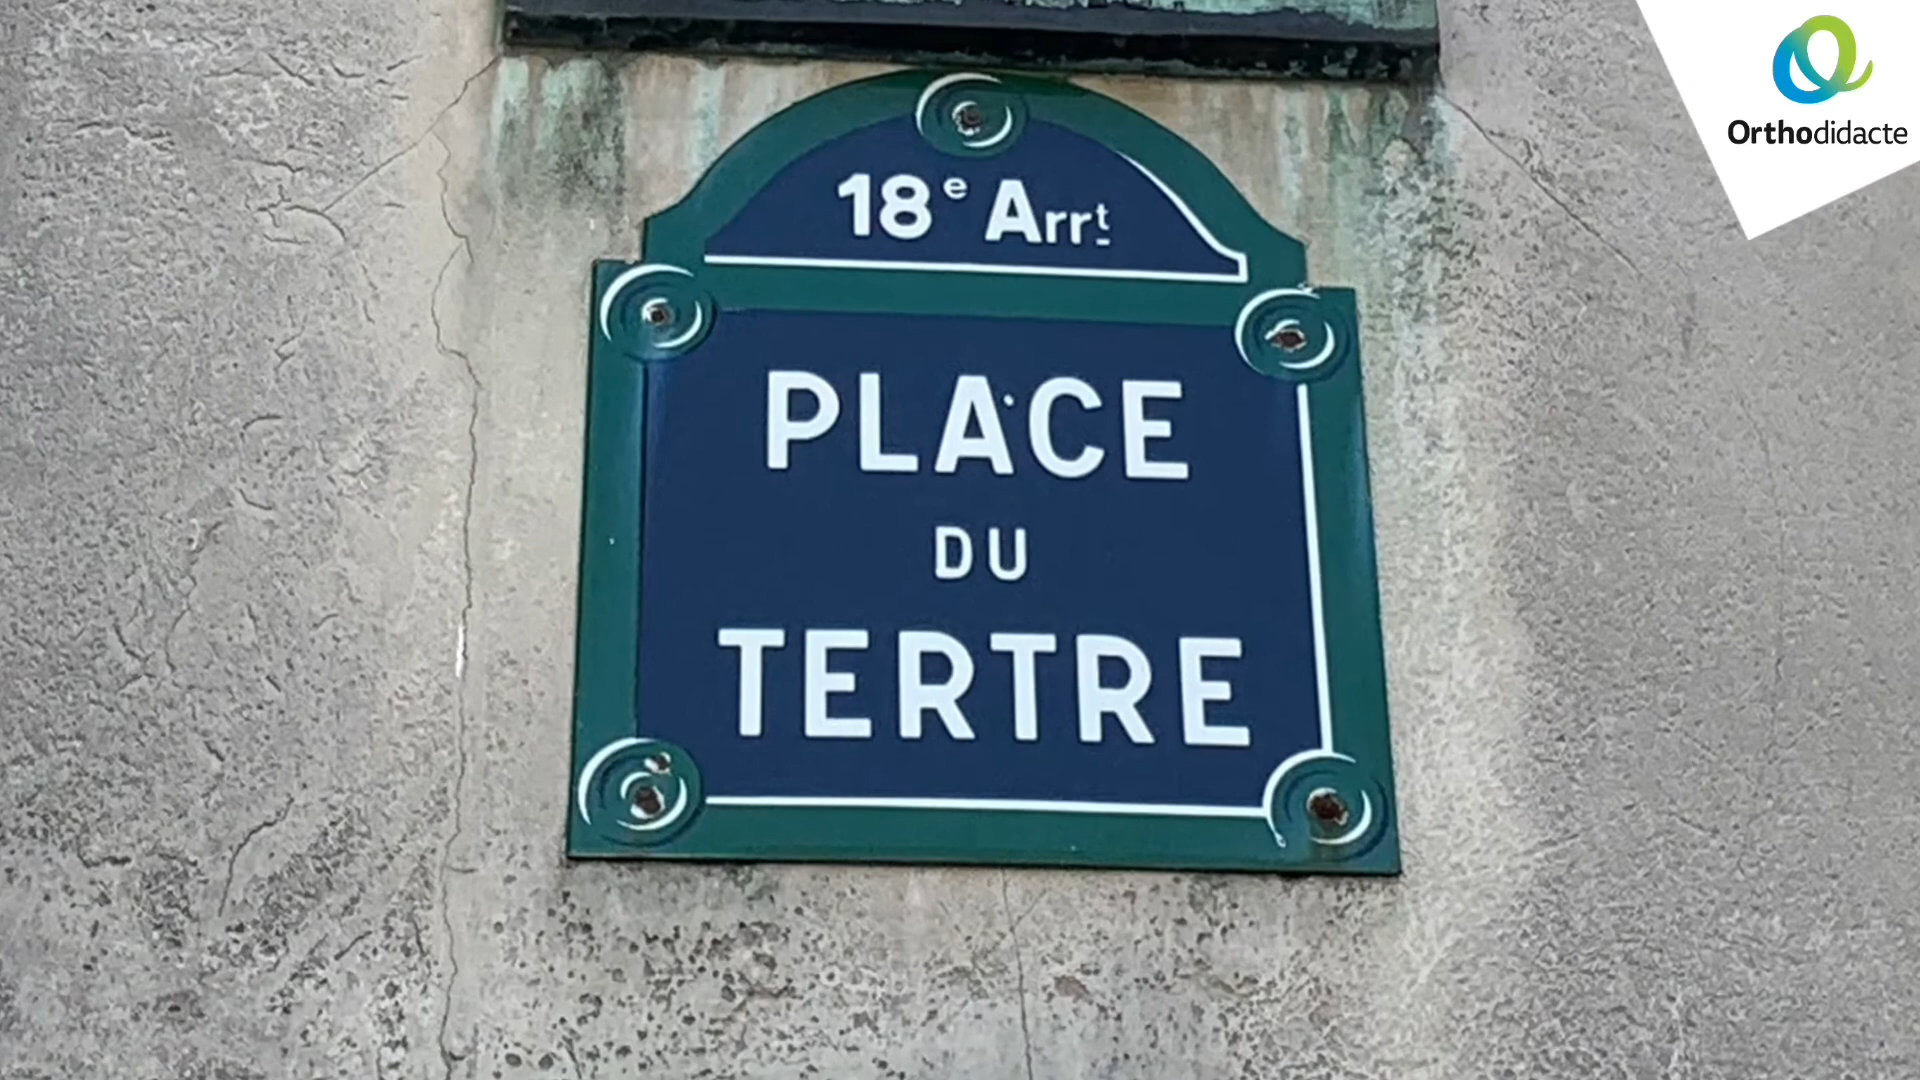 Orthodidacte
18ᵉ Arrᵗ
PLACE
DU
TERTRE